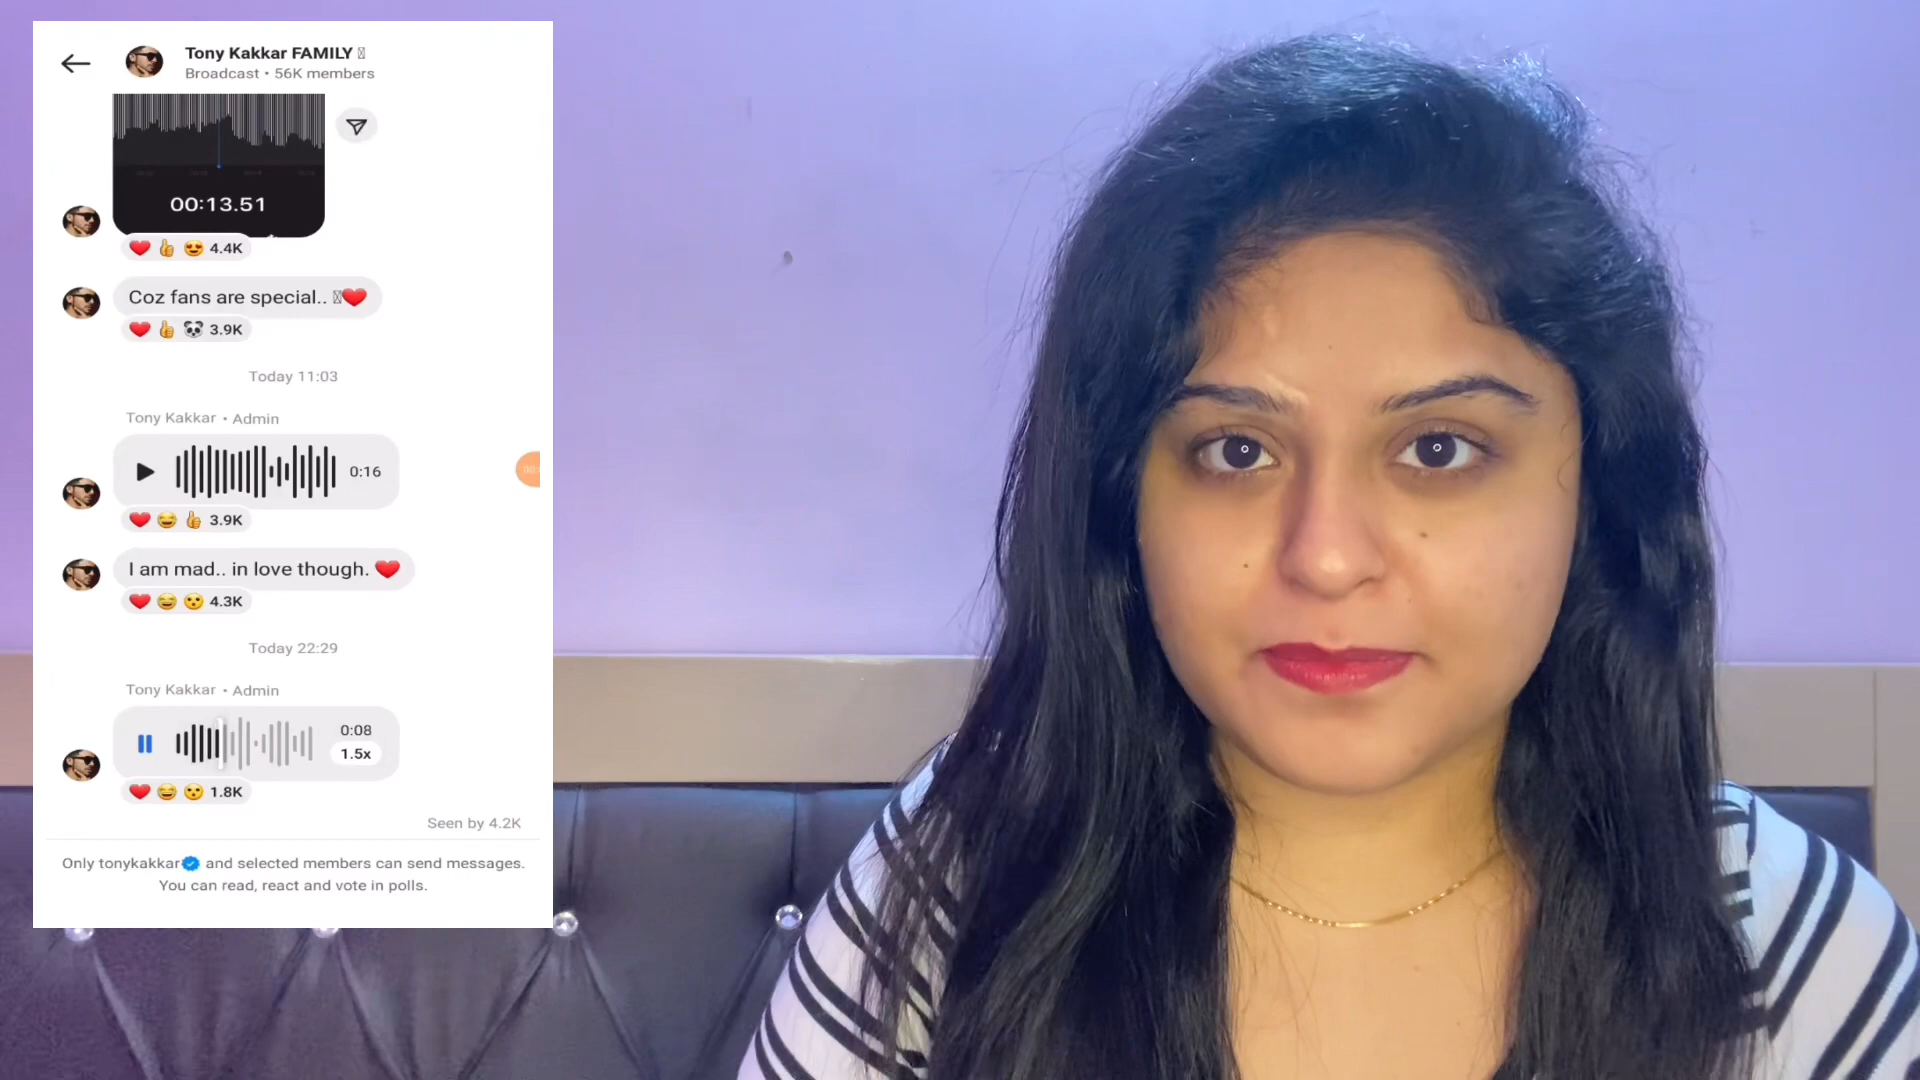 Tony Kakkar FAMILY
Broadcast • 56K members
00:13.51
4.4K
Coz fans are special..
3.9K
Today 11:03
Tony Kakkar • Admin
0:16
3.9K
I am mad.. in love though.
4.3K
Today 22:29
Tony Kakkar • Admin
0:08
1.5x
1.8K
Seen by 4.2K
Only tonykakkar and selected members can send messages.
You can read, react and vote in polls.